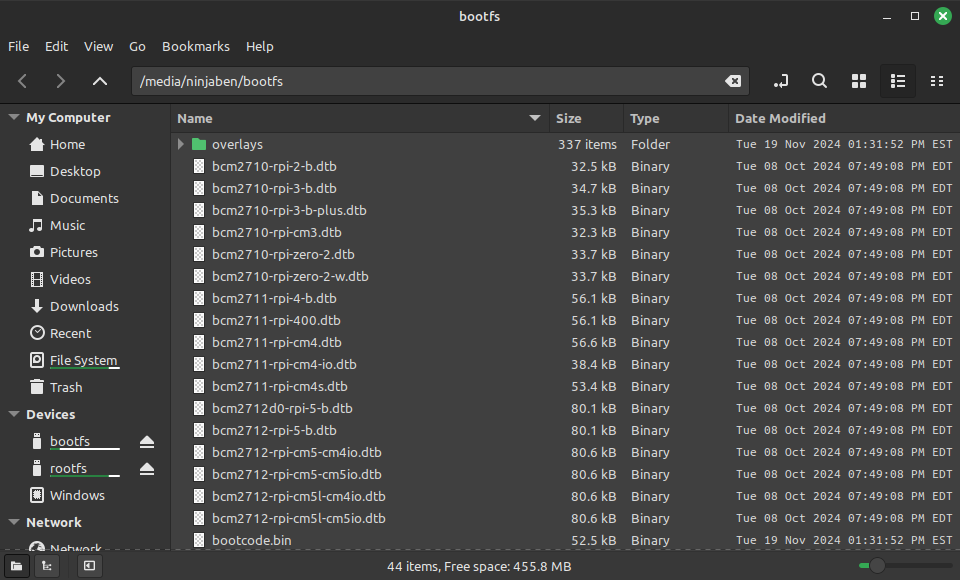 bootfs
File Edit View Go Bookmarks Help
/media/ninjaben/bootfs
My Computer
Home
Desktop
Documents
Music
Pictures
Videos
Downloads
Recent
File System
Trash
Devices
bootfs
rootfs
Windows
Network
Network
Name Size Type Date Modified
overlays 337 items Folder Tue 19 Nov 2024 01:31:52 PM EST
bcm2710-rpi-2-b.dtb 32.5 kB Binary Tue 08 Oct 2024 07:49:08 PM EDT
bcm2710-rpi-3-b.dtb 34.7 kB Binary Tue 08 Oct 2024 07:49:08 PM EDT
bcm2710-rpi-3-b-plus.dtb 35.3 kB Binary Tue 08 Oct 2024 07:49:08 PM EDT
bcm2710-rpi-cm3.dtb 32.3 kB Binary Tue 08 Oct 2024 07:49:08 PM EDT
bcm2710-rpi-zero-2.dtb 33.7 kB Binary Tue 08 Oct 2024 07:49:08 PM EDT
bcm2710-rpi-zero-2-w.dtb 33.7 kB Binary Tue 08 Oct 2024 07:49:08 PM EDT
bcm2711-rpi-4-b.dtb 56.1 kB Binary Tue 08 Oct 2024 07:49:08 PM EDT
bcm2711-rpi-400.dtb 56.1 kB Binary Tue 08 Oct 2024 07:49:08 PM EDT
bcm2711-rpi-cm4.dtb 56.6 kB Binary Tue 08 Oct 2024 07:49:08 PM EDT
bcm2711-rpi-cm4-io.dtb 38.4 kB Binary Tue 08 Oct 2024 07:49:08 PM EDT
bcm2711-rpi-cm4s.dtb 53.4 kB Binary Tue 08 Oct 2024 07:49:08 PM EDT
bcm2712d0-rpi-5-b.dtb 80.1 kB Binary Tue 08 Oct 2024 07:49:08 PM EDT
bcm2712-rpi-5-b.dtb 80.1 kB Binary Tue 08 Oct 2024 07:49:08 PM EDT
bcm2712-rpi-cm5-cm4io.dtb 80.6 kB Binary Tue 08 Oct 2024 07:49:08 PM EDT
bcm2712-rpi-cm5-cm5io.dtb 80.6 kB Binary Tue 08 Oct 2024 07:49:08 PM EDT
bcm2712-rpi-cm5l-cm4io.dtb 80.6 kB Binary Tue 08 Oct 2024 07:49:08 PM EDT
bcm2712-rpi-cm5l-cm5io.dtb 80.6 kB Binary Tue 08 Oct 2024 07:49:08 PM EDT
bootcode.bin 52.5 kB Binary Tue 19 Nov 2024 01:31:52 PM EST
44 items, Free space: 455.8 MB